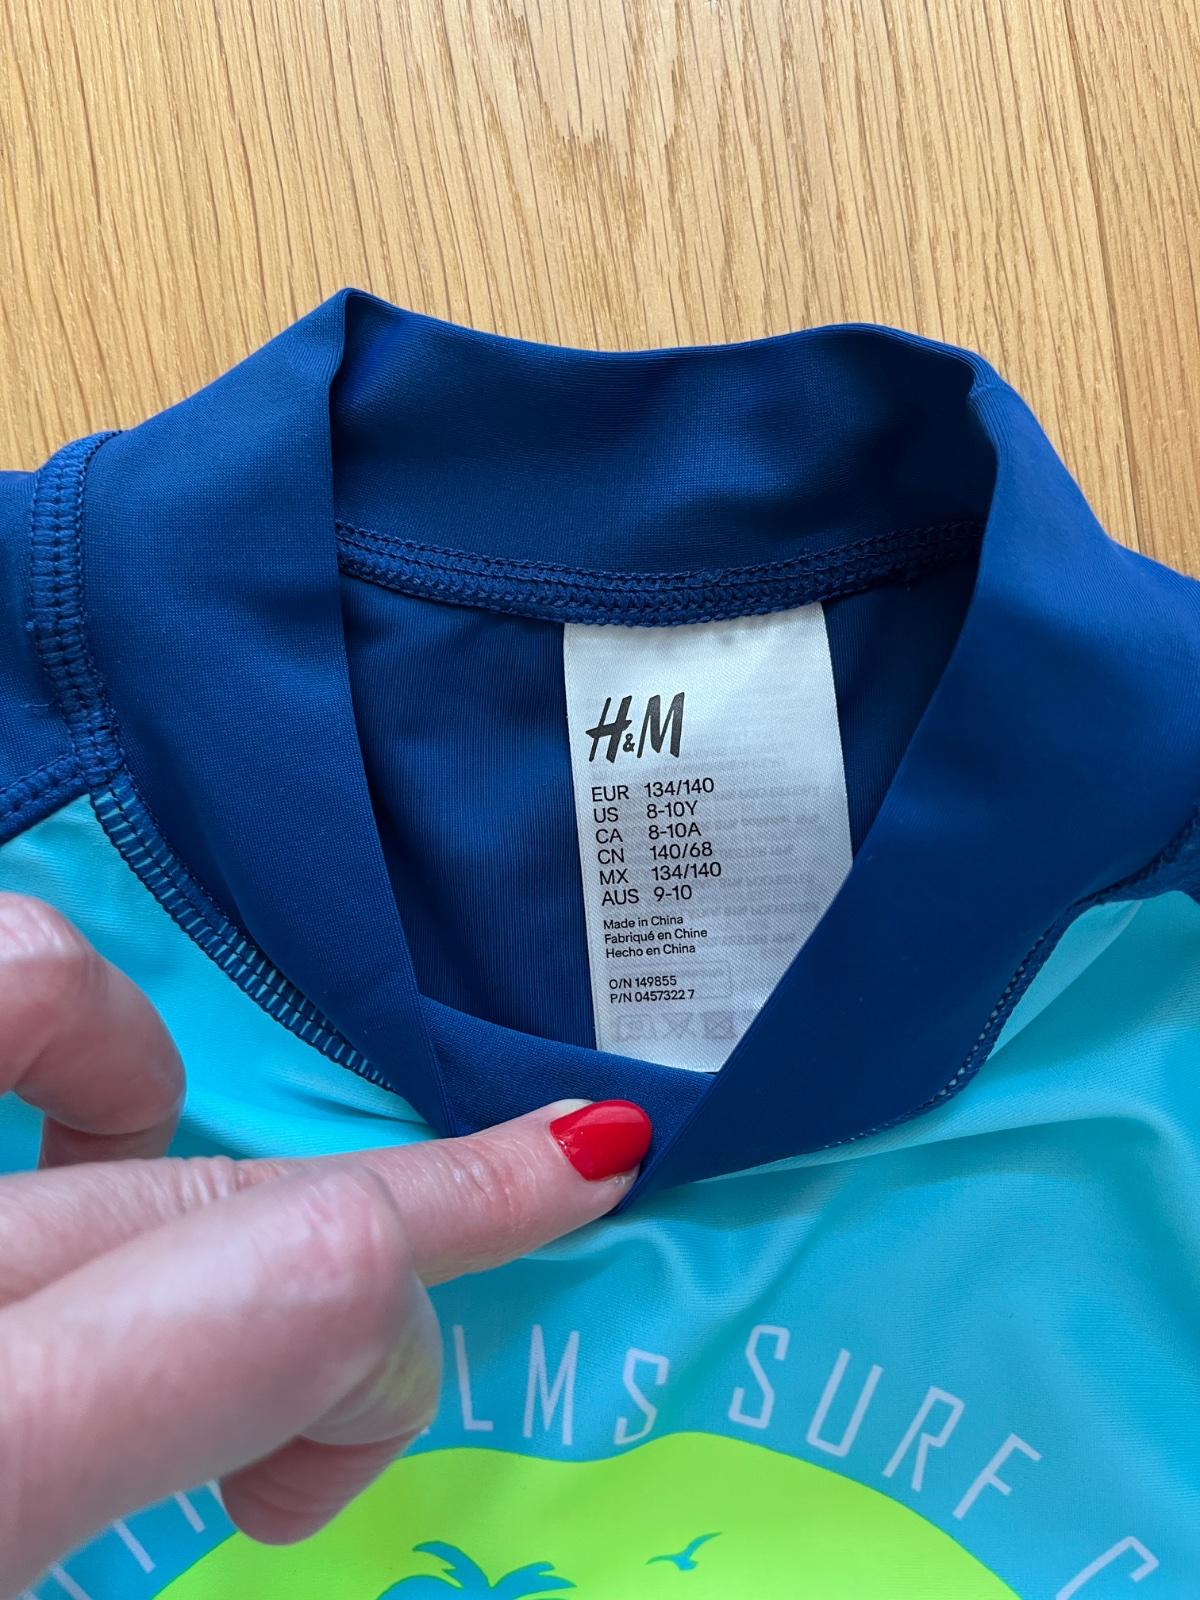 H&M
EUR 134/140
US 8-10Y
CA 8-10A
CN 140/68
MX 134/140
AUS 9-10
Made in China
Fabriqué en Chine
Hecho en China
O/N 149855
P/N 0457322 7
SURF